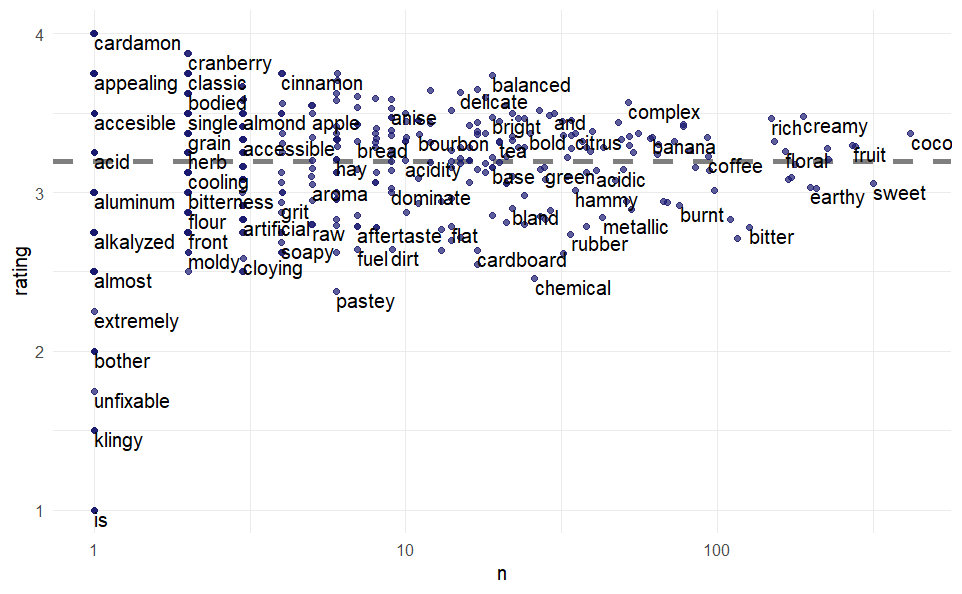 4
cardamon
cranberry
appealing
classic
cinnamon
balanced
bodied
delicate
complex
accesible
single
almond
apple
anise
bright
and
rich
creamy
grain
accessible
bread
bourbon
tea
bold
citrus
banana
coco
acid
herb
hay
acidity
coffee
floral
fruit
3
cooling
base
green
acidic
aluminum
bitterness
aroma
dominate
hammy
earthy
sweet
flour
grit
bland
metallic
burnt
alkalyzed
front
artificial
raw
aftertaste
flat
rubber
bitter
moldy
cloying
soapy
fuel
dirt
cardboard
almost
chemical
extremely
pastey
2
bother
unfixable
klingy
1
is
rating
1
10
100
n